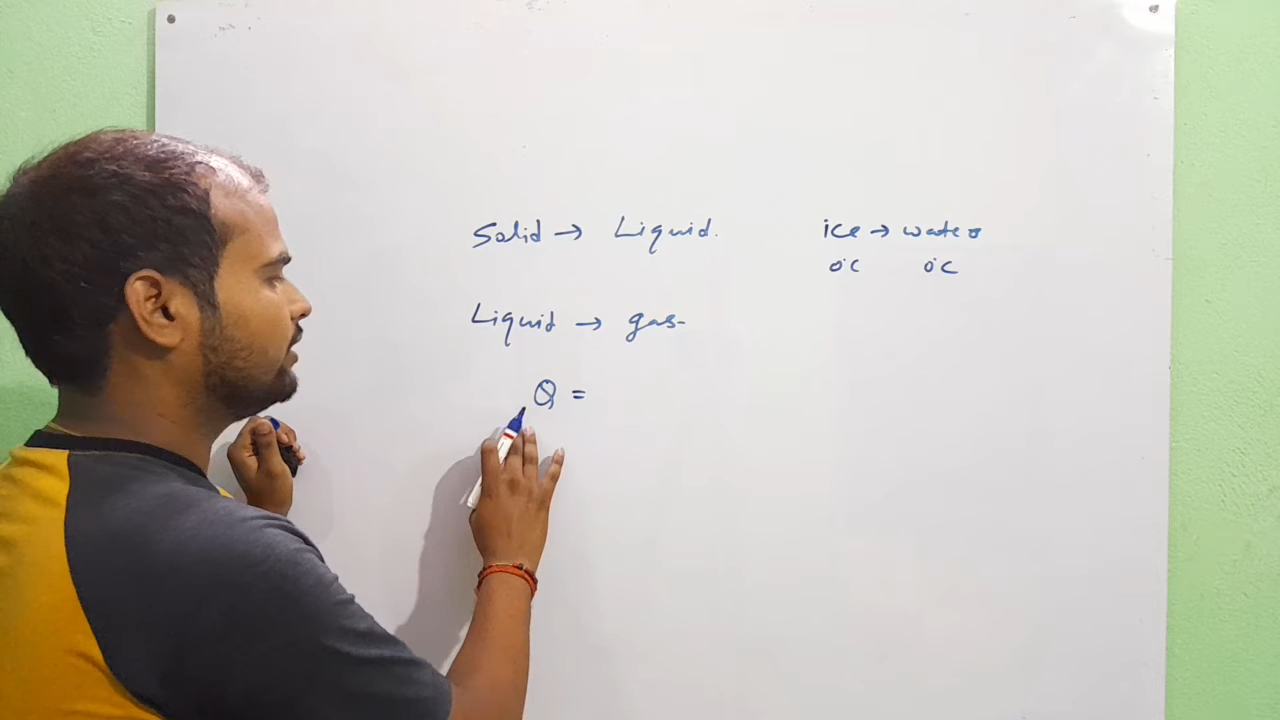 Solid → Liquid. ice → water
0°C 0°C
Liquid → gas-
Q =